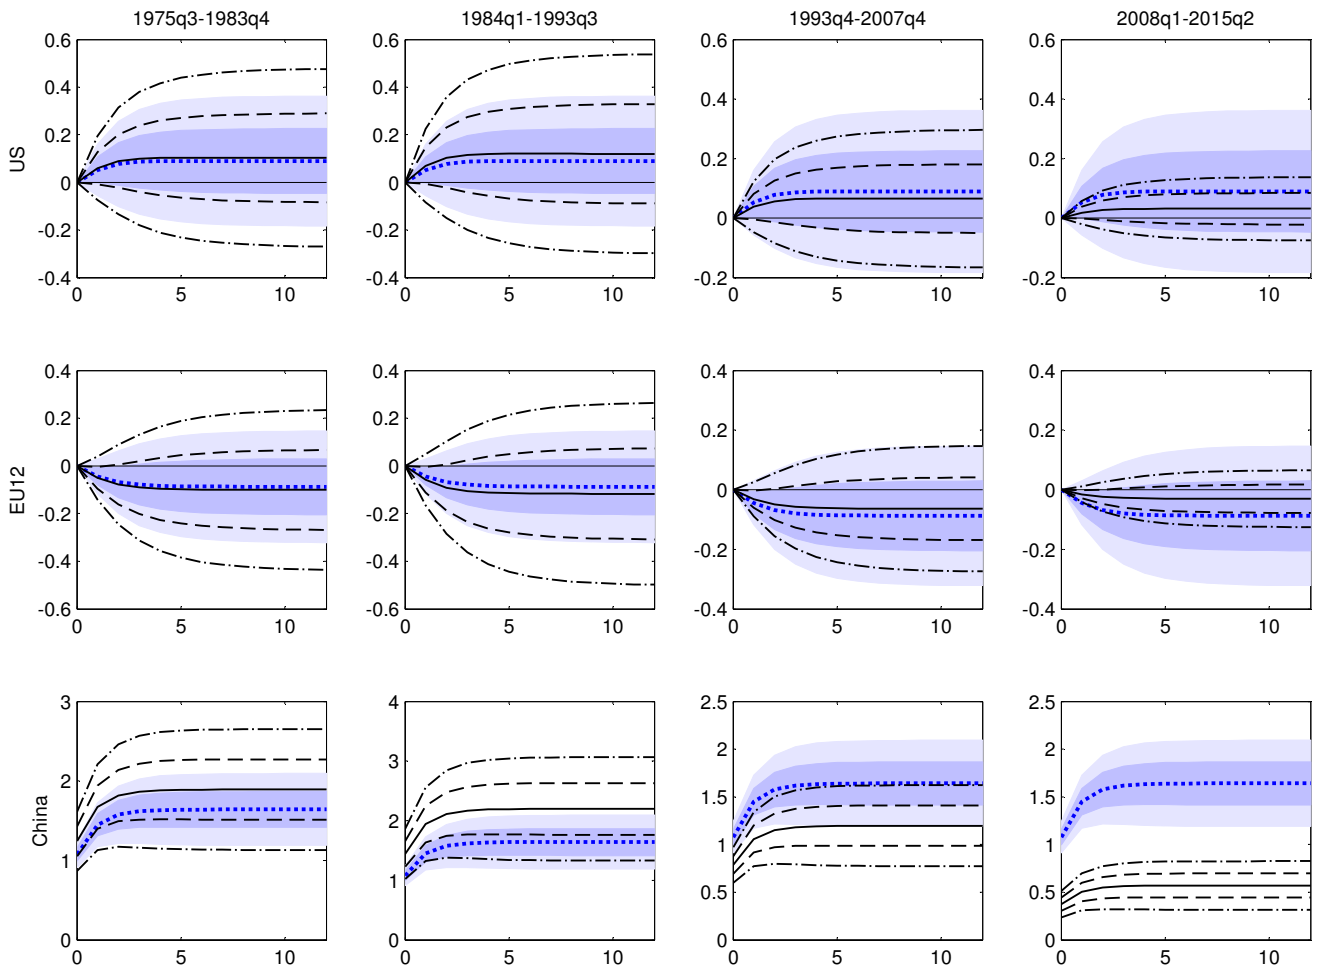 1975q3-1983q4 1984q1-1993q3 1993q4-2007q4 2008q1-2015q2
US
0.6 0.6 0.6 0.6
0.4 0.4 0.4 0.4
0.2 0.2 0.2 0.2
0 0 0 0
-0.2 -0.2 -0.2 -0.2
-0.4 -0.4
0 5 10 0 5 10 0 5 10 0 5 10
EU12
0.4 0.4 0.4 0.4
0.2 0.2 0.2 0.2
0 0 0 0
-0.2 -0.2 -0.2 -0.2
-0.4 -0.4 -0.4 -0.4
-0.6 -0.6
0 5 10 0 5 10 0 5 10 0 5 10
China
3 4 2.5 2.5
2 3 2 2
1 2 1.5 1.5
0 1 1 1
0 0.5 0.5
0 0
0 5 10 0 5 10 0 5 10 0 5 10